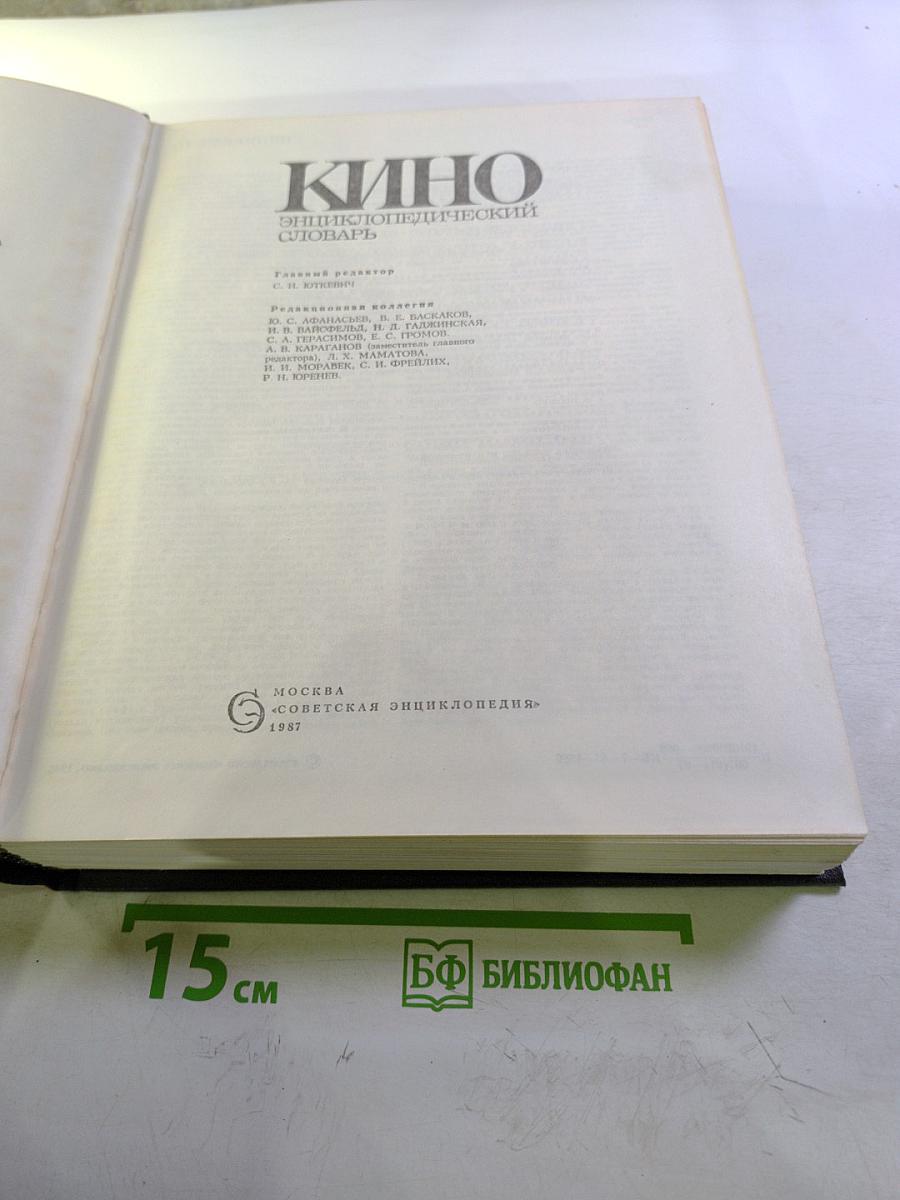 КИНО
ЭНЦИКЛОПЕДИЧЕСКИЙ
СЛОВАРЬ
Главный редактор
С. И. ЮТКЕВИЧ
Редакционная коллегия
Ю. С. АФАНАСЬЕВ, В. Е. БАСКАКОВ,
И. В. ВАЙСФЕЛЬД, Н. Д. ГАДЖИНСКАЯ,
С. А. ГЕРАСИМОВ, Е. С. ГРОМОВ,
А. В. КАРАГАНОВ (заместитель главного
редактора), Л. Х. МАМАТОВА,
И. И. МОРАВЕК, С. И. ФРЕЙЛИХ,
Р. Н. ЮРЕНЕВ.
МОСКВА
«СОВЕТСКАЯ ЭНЦИКЛОПЕДИЯ»
1987
15 см
БФ БИБЛИОФАН